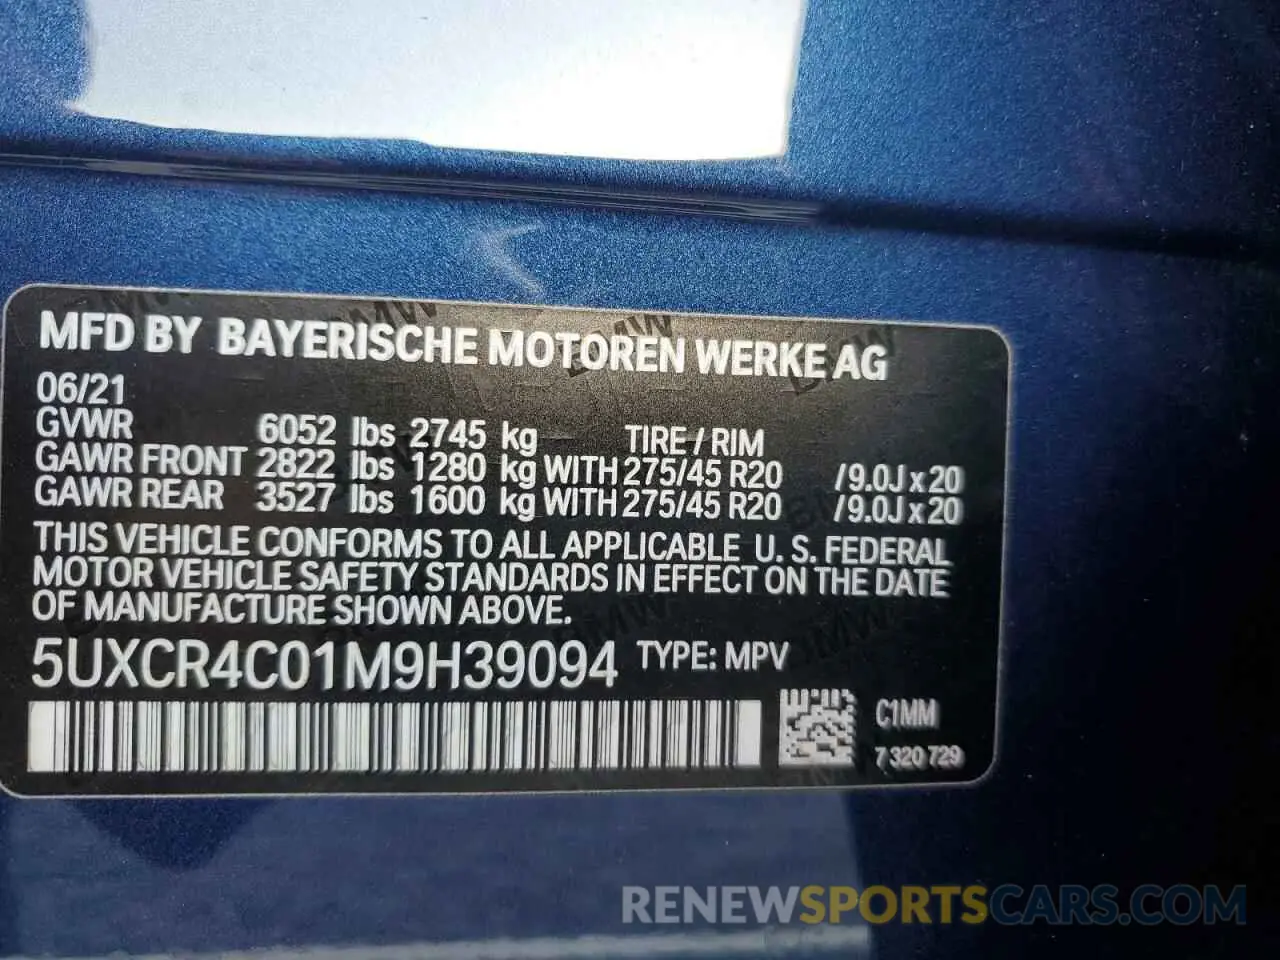 MFD BY BAYERISCHE MOTOREN WERKE AG
06/21
GVWR 6052 lbs 2745 kg TIRE / RIM
GAWR FRONT 2822 lbs 1280 kg WITH 275/45 R20 /9.0J x 20
GAWR REAR 3527 lbs 1600 kg WITH 275/45 R20 /9.0J x 20
THIS VEHICLE CONFORMS TO ALL APPLICABLE U. S. FEDERAL
MOTOR VEHICLE SAFETY STANDARDS IN EFFECT ON THE DATE
OF MANUFACTURE SHOWN ABOVE.
5UXCR4C01M9H39094 TYPE: MPV
C1MM
7 320 729
RENEWSPORTSCARS.COM